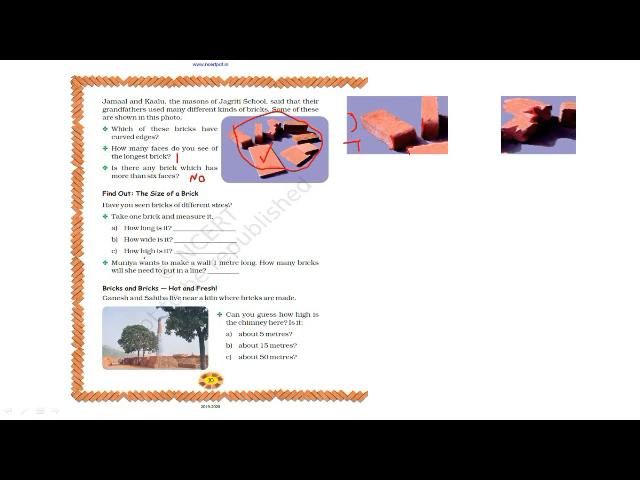 www.ncertpdf.in
Jamaal and Kaalu, the masons of Jagriti School, said that their
grandfathers used many different kinds of bricks. Some of these
are shown in this photo.
Which of these bricks have
curved edges?
How many faces do you see of
the longest brick? 1
Is there any brick which has
more than six faces? No
Find Out: The Size of a Brick
Have you seen bricks of different sizes?
Take one brick and measure it.
a) How long is it?
b) How wide is it?
c) How high is it?
Muniya wants to make a wall 1 metre long. How many bricks
will she need to put in a line?
Bricks and Bricks — Hot and Fresh!
Ganesh and Sahiba live near a kiln where bricks are made.
Can you guess how high is
the chimney here? Is it:
a) about 5 metres?
b) about 15 metres?
c) about 50 metres?
10
2019-2020